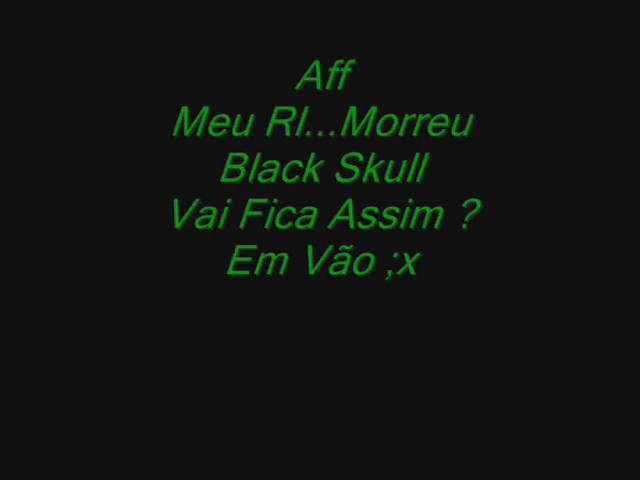 Aff
Meu Rl...Morreu
Black Skull
Vai Fica Assim ?
Em Vão ;x